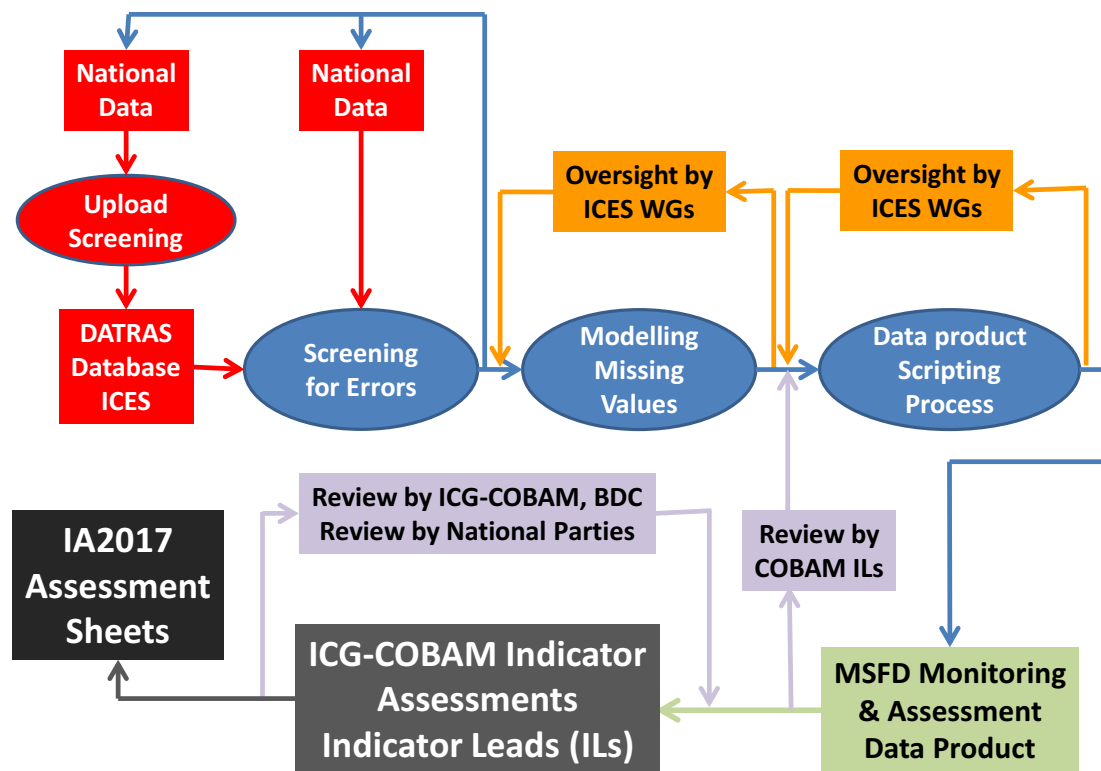 National
Data
National
Data
Upload
Screening
Oversight by
ICES WGs
Oversight by
ICES WGs
DATRAS
Database
ICES
Screening
for Errors
Modelling
Missing
Values
Data product
Scripting
Process
Review by ICG-COBAM, BDC
Review by National Parties
Review by
COBAM ILs
IA2017
Assessment
Sheets
ICG-COBAM Indicator
Assessments
Indicator Leads (ILs)
MSFD Monitoring
& Assessment
Data Product